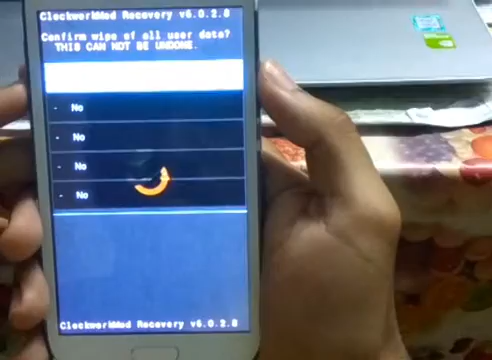 ClockworkMod Recovery v6.0.2.8
Confirm wipe of all user data?
THIS CAN NOT BE UNDONE.
- No
- No
- No
- No
ClockworkMod Recovery v6.0.2.8